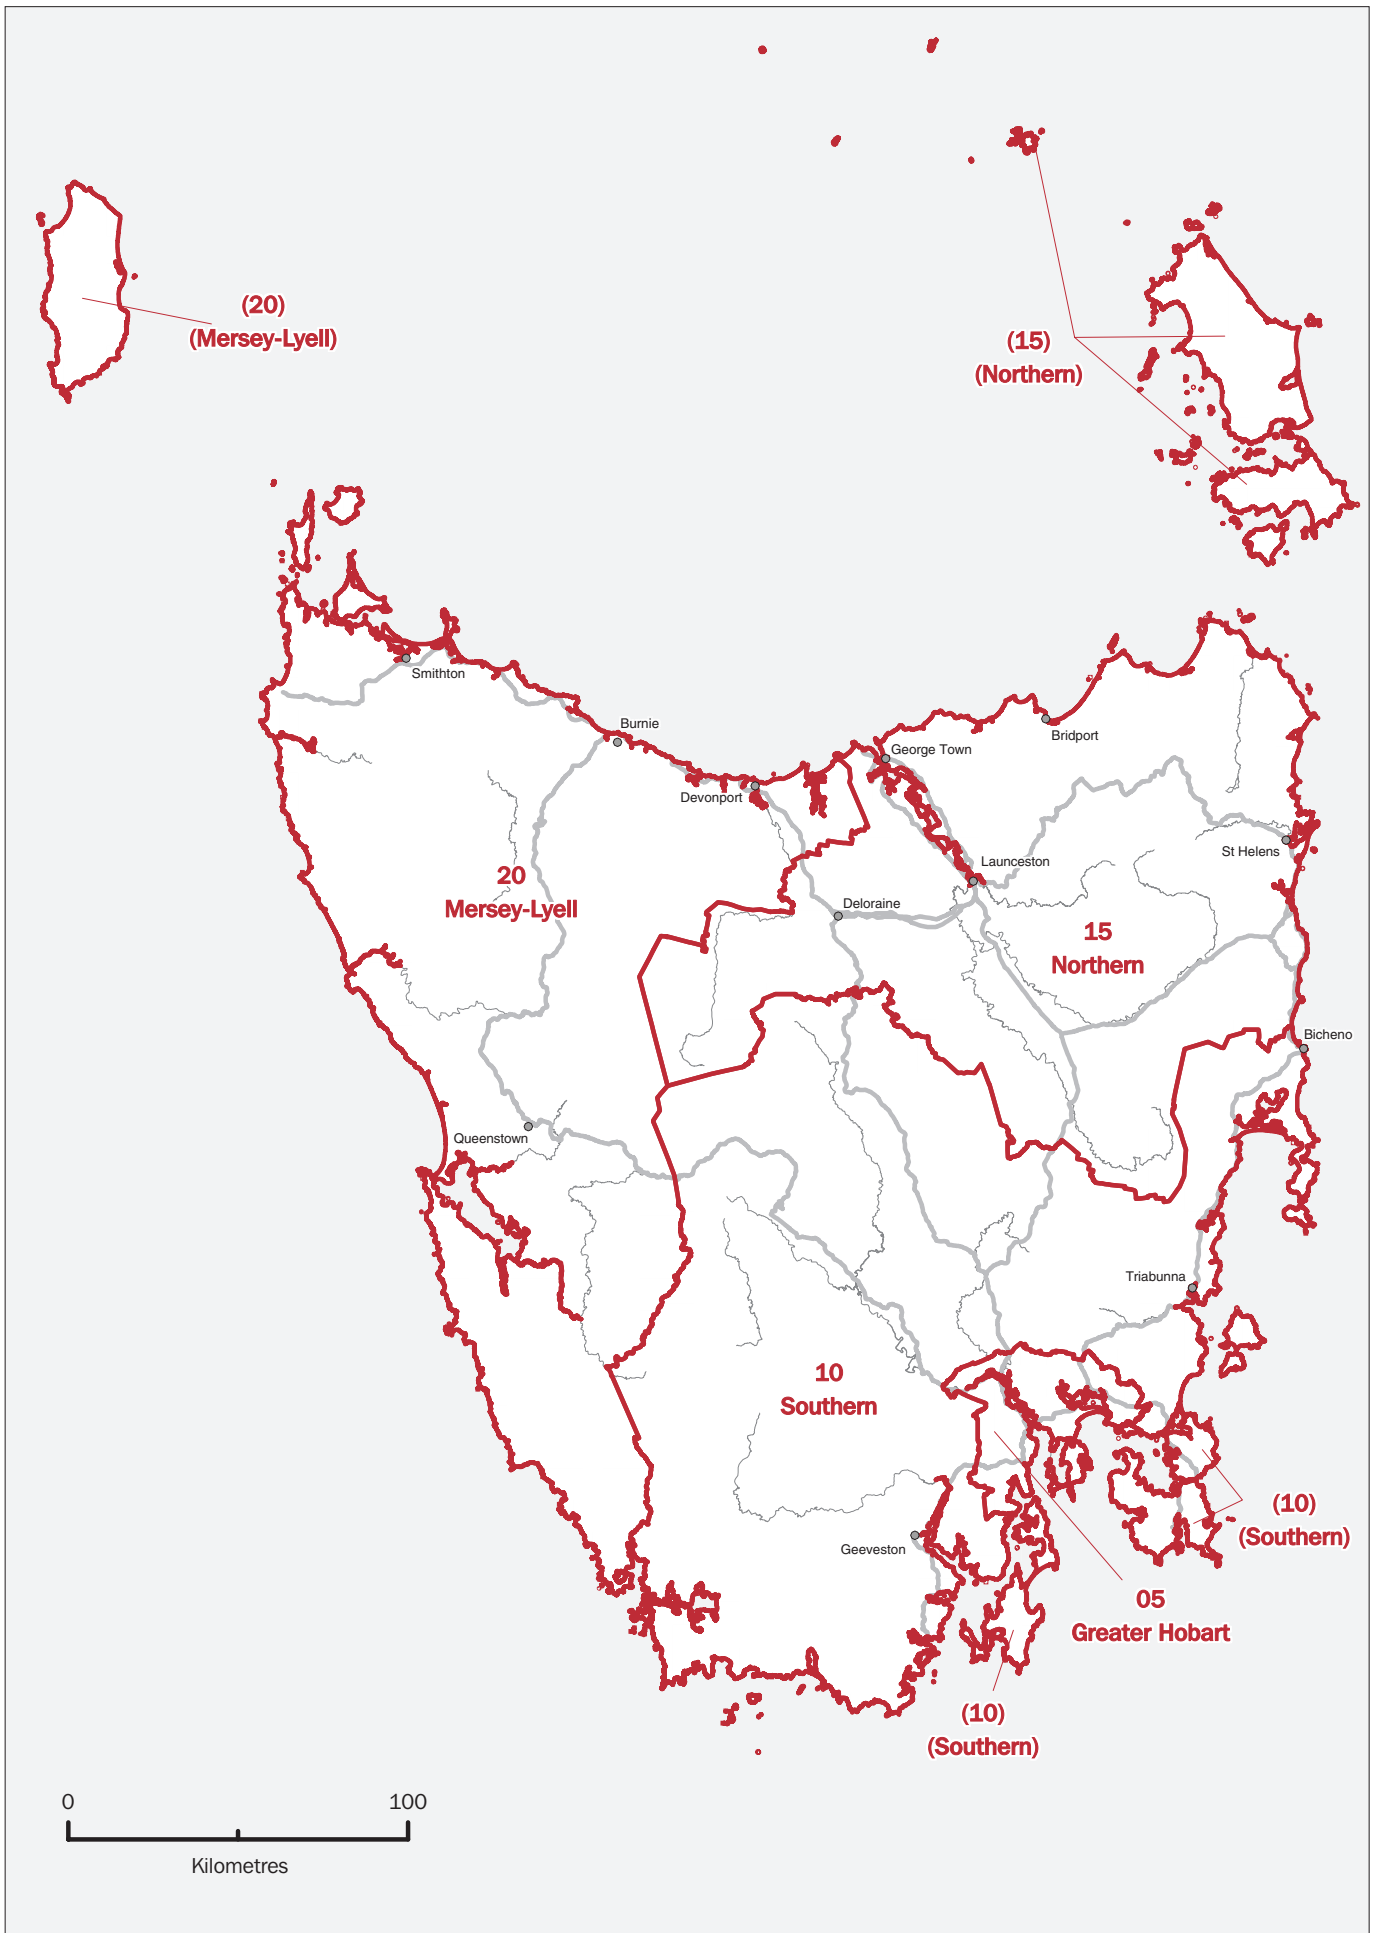 (20)
(Mersey-Lyell)
(15)
(Northern)
Smithton
Burnie
Bridport
George Town
Devonport
St Helens
Launceston
20
Mersey-Lyell
Deloraine
15
Northern
Bicheno
Queenstown
Triabunna
10
Southern
(10)
(Southern)
Geeveston
05
Greater Hobart
(10)
(Southern)
0
100
Kilometres